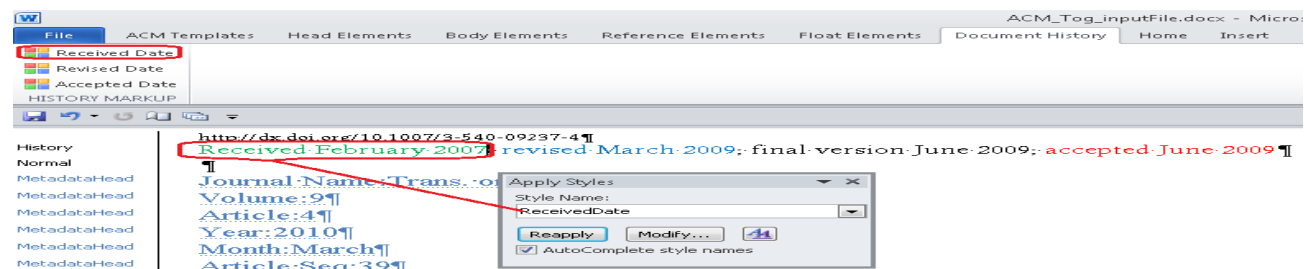 ACM_Tog_inputFile.docx - Micros
File ACM Templates Head Elements Body Elements Reference Elements Float Elements Document History Home Insert
Received Date
Revised Date
Accepted Date
HISTORY MARKUP
http://dx.doi.org/10.1007/3-540-09237-4¶
History Received·February·2007; revised·March·2009; final·version·June·2009; accepted·June·2009¶
Normal ¶
MetadataHead Journal·Name:Trans.·o
MetadataHead Volume:9¶
MetadataHead Article:4¶
MetadataHead Year:2010¶
MetadataHead Month:March¶
MetadataHead Article·Seq:39¶
Apply Styles
Style Name:
ReceivedDate
Reapply Modify...
AutoComplete style names